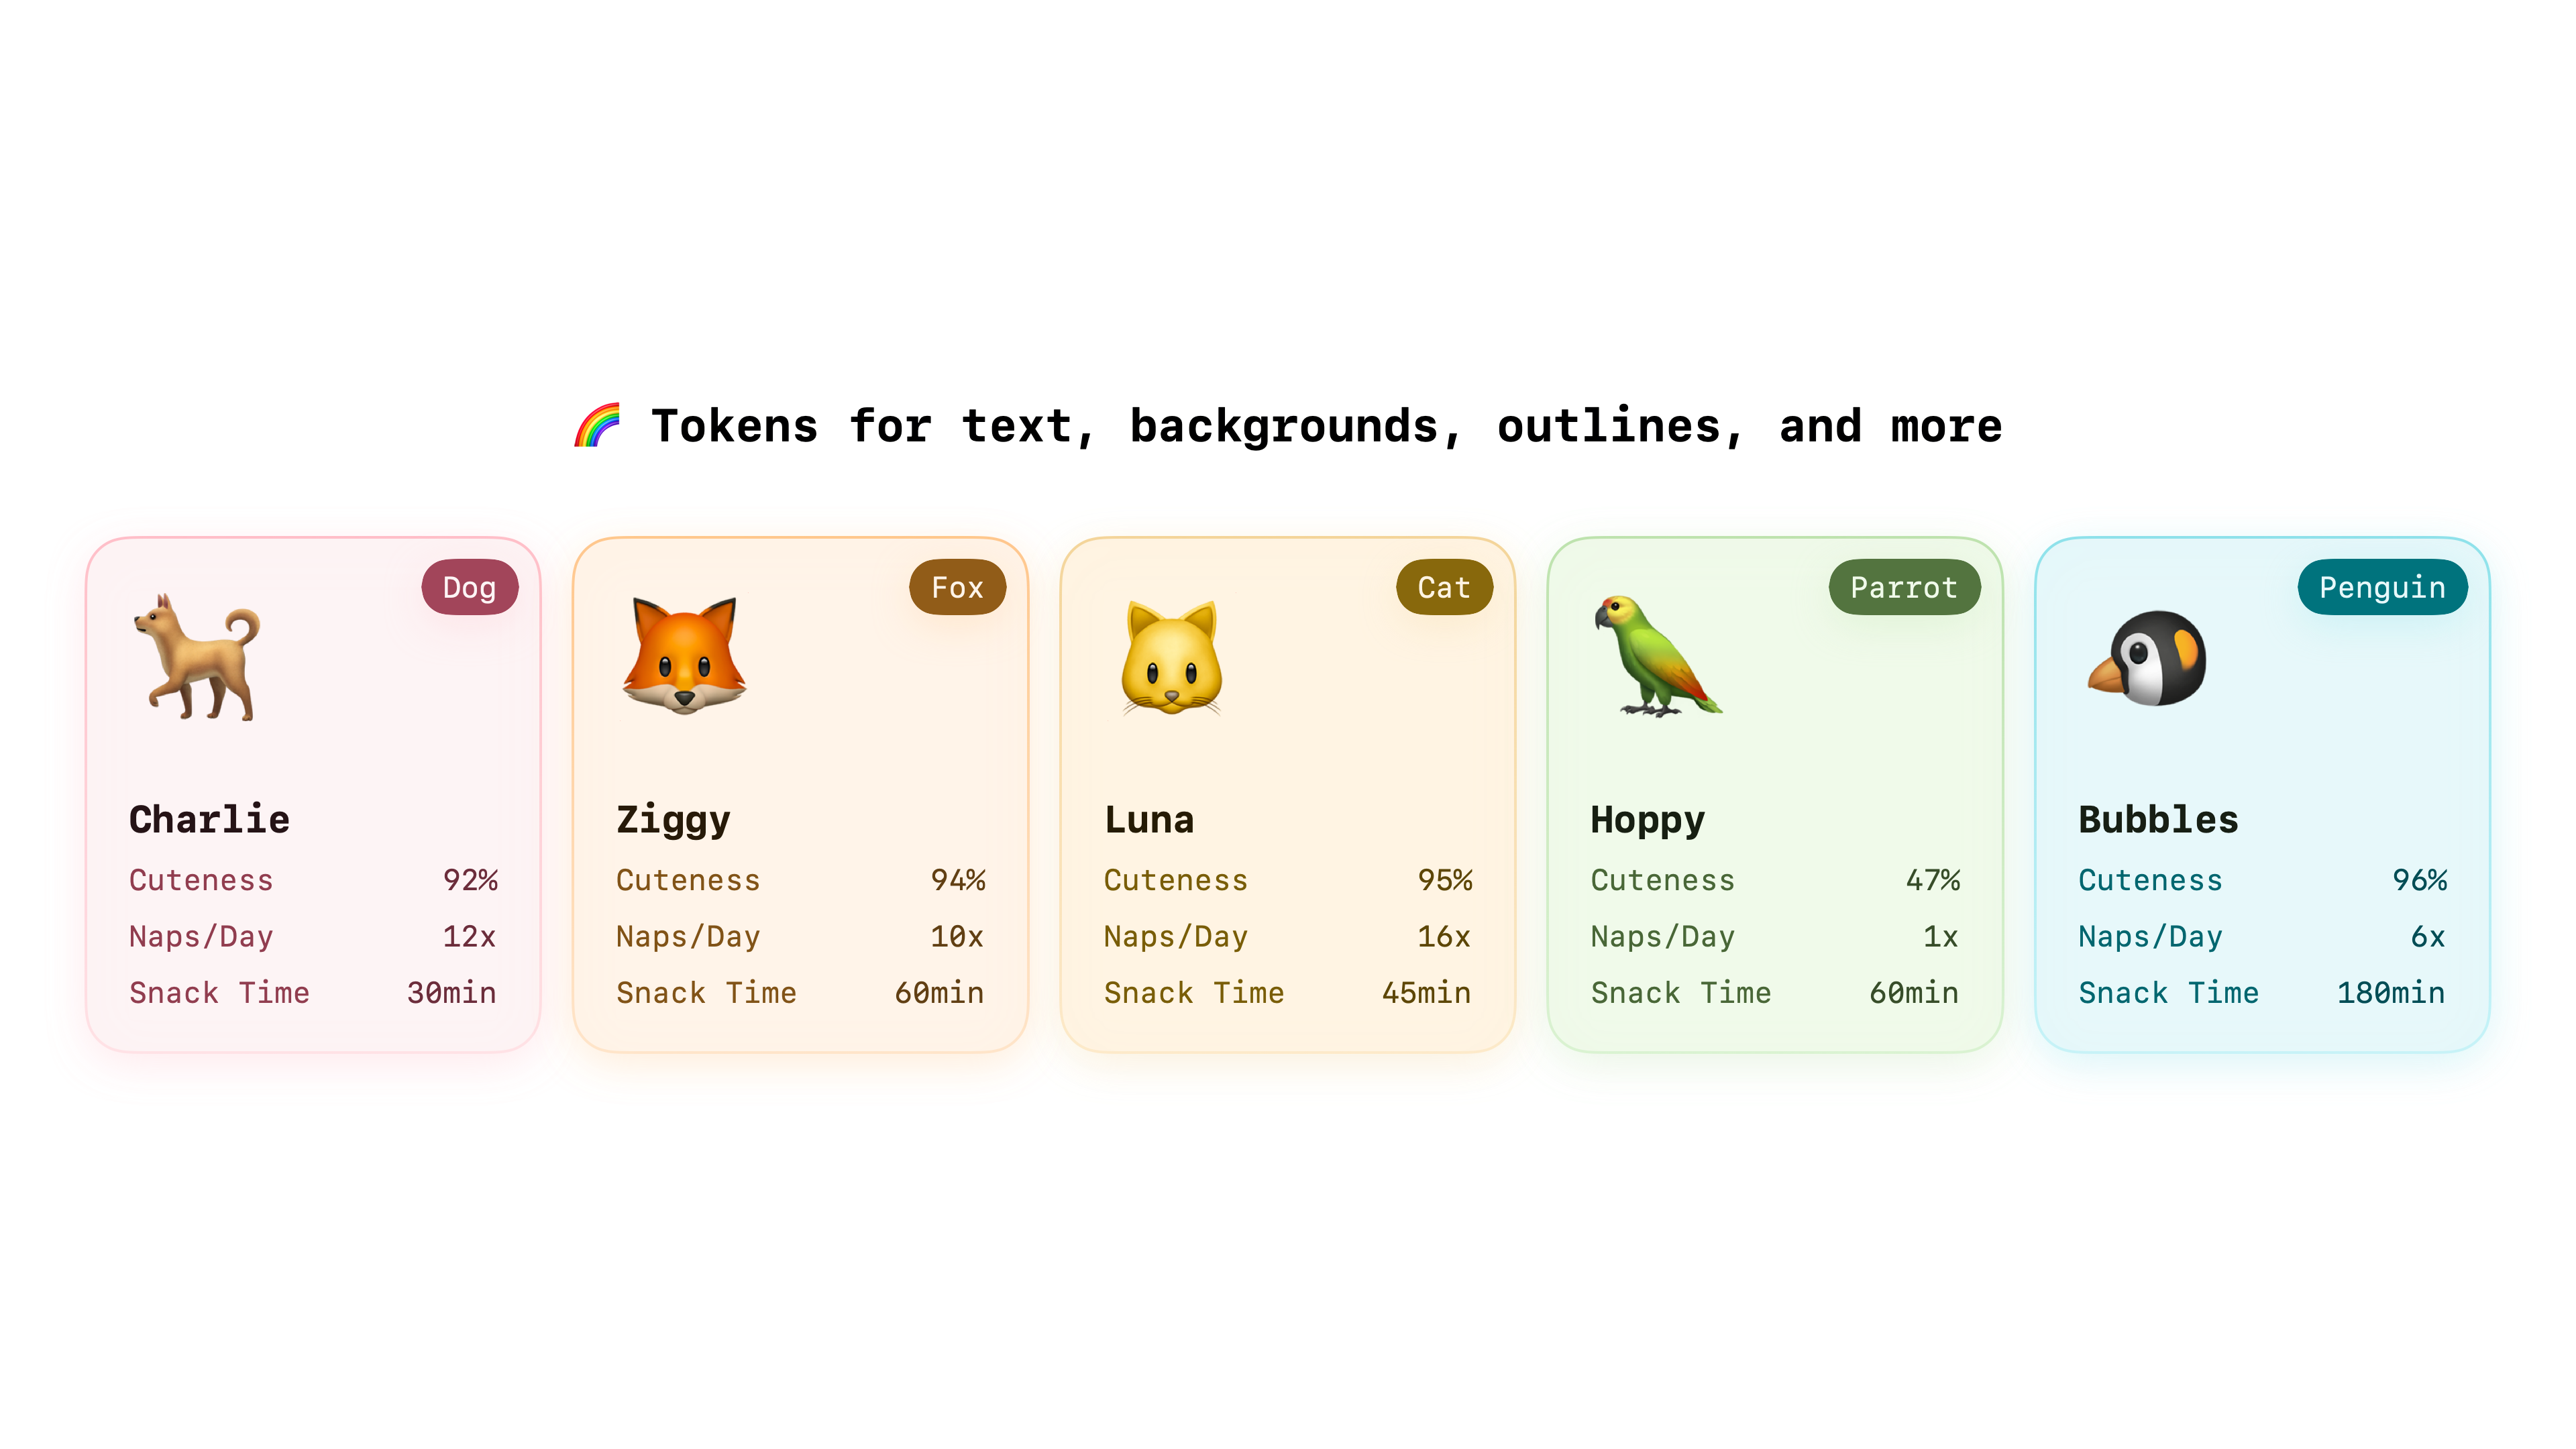 🌈 Tokens for text, backgrounds, outlines, and more
Dog
Charlie
Cuteness 92%
Naps/Day 12x
Snack Time 30min
Fox
Ziggy
Cuteness 94%
Naps/Day 10x
Snack Time 60min
Cat
Luna
Cuteness 95%
Naps/Day 16x
Snack Time 45min
Parrot
Hoppy
Cuteness 47%
Naps/Day 1x
Snack Time 60min
Penguin
Bubbles
Cuteness 96%
Naps/Day 6x
Snack Time 180min